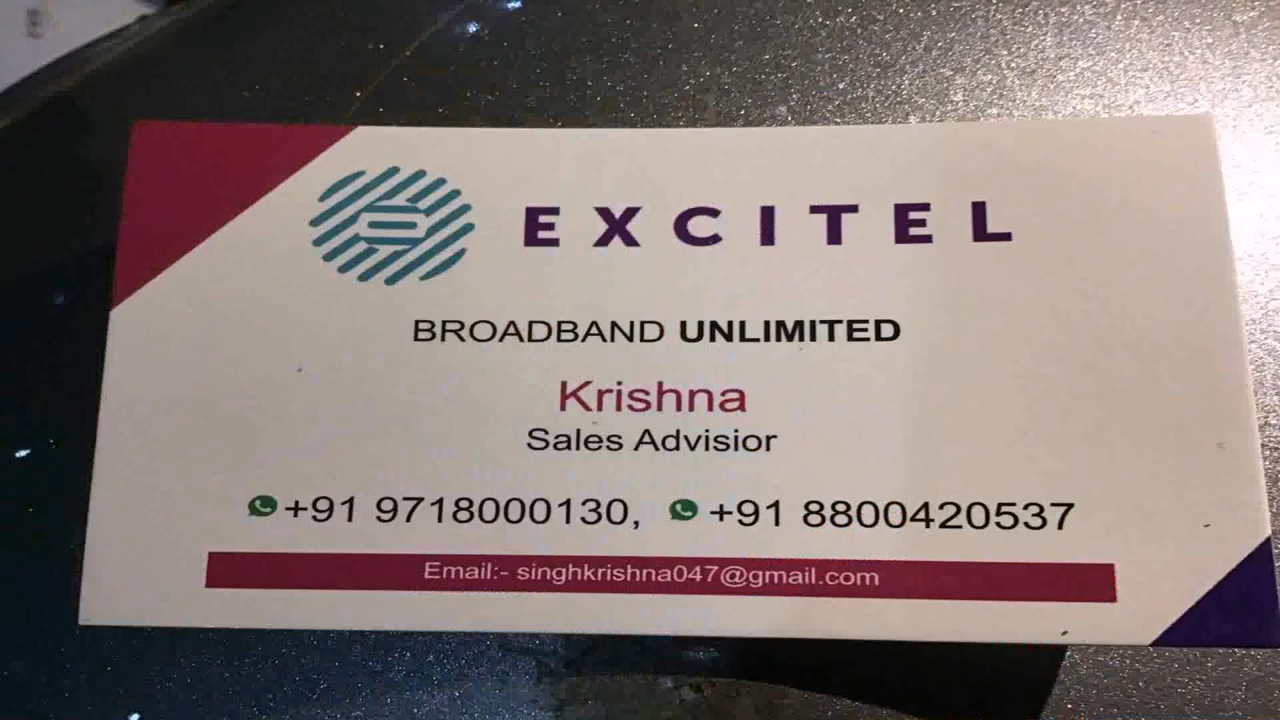 EXCITEL
BROADBAND UNLIMITED
Krishna
Sales Advisior
+91 9718000130, +91 8800420537
Email:- singhkrishna047@gmail.com